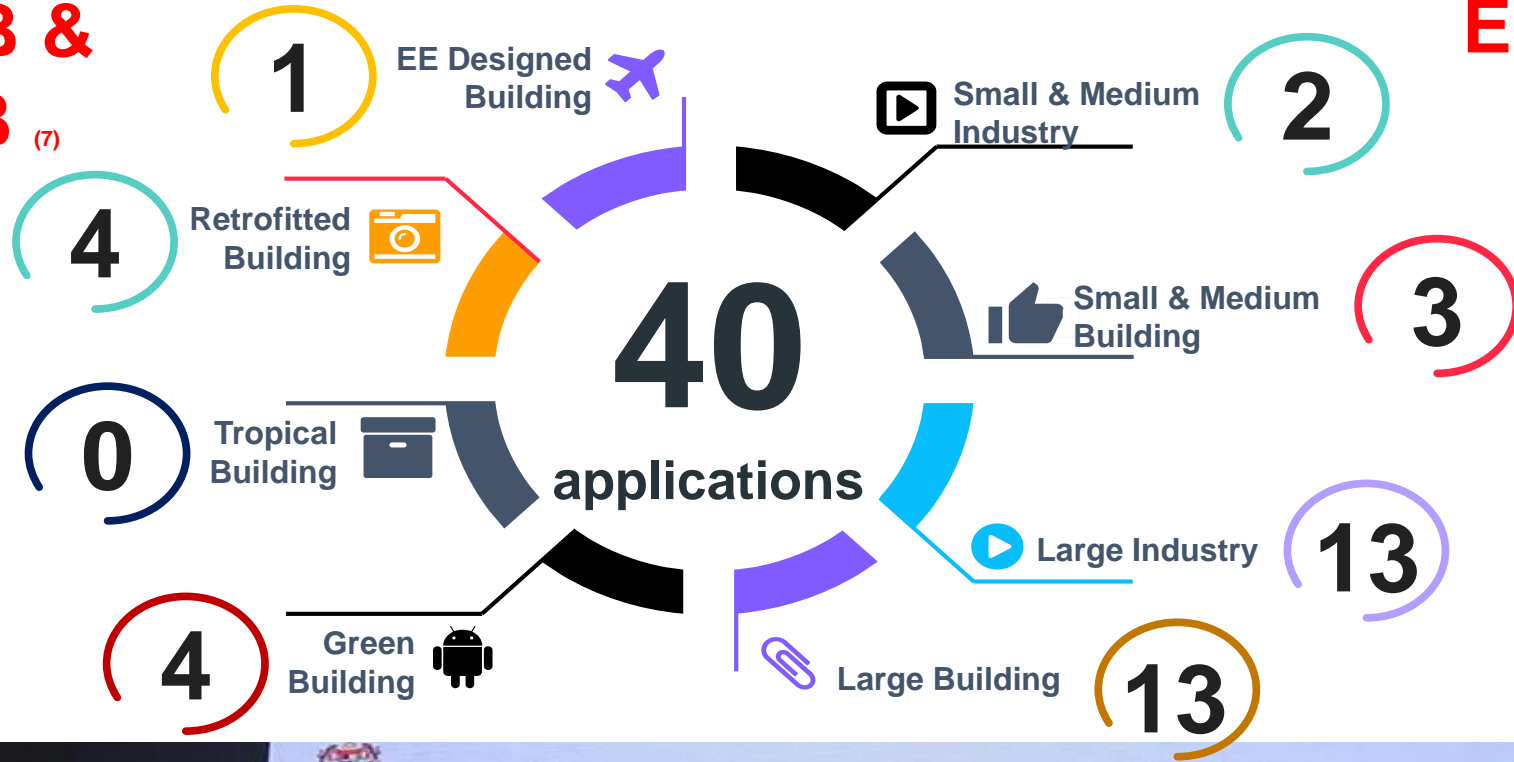 &
E
(7)
1
EE Designed
Building
Small & Medium
Industry
2
4
Retrofitted
Building
Small & Medium
Building
3
40
applications
0
Tropical
Building
Large Industry
13
4
Green
Building
Large Building
13